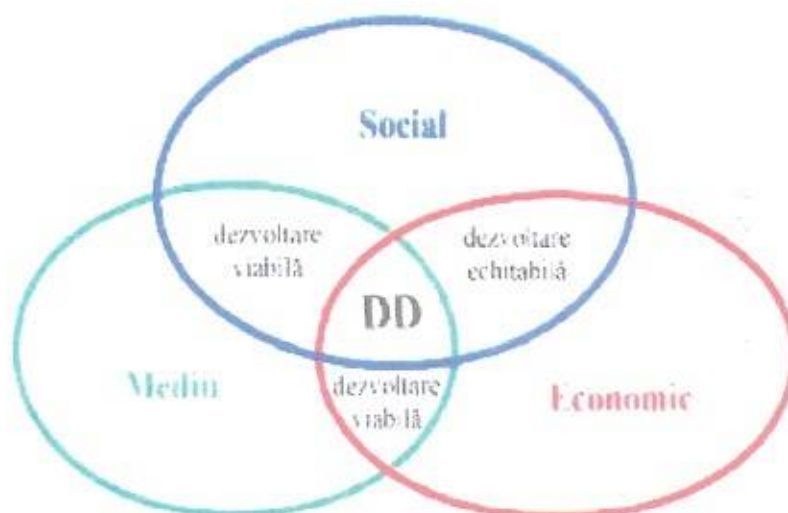 Social
dezvoltare
viabilă
dezvoltare
echitabilă
DD
Mediu
dezvoltare
viabilă
Economic